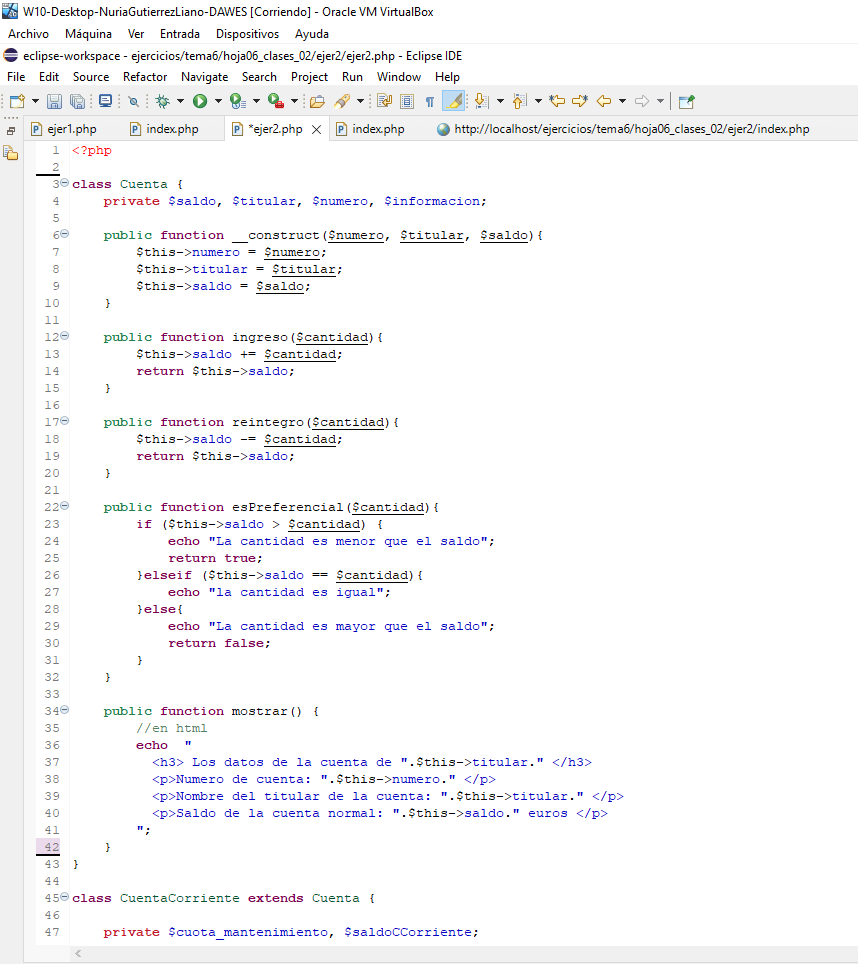 W10-Desktop-NuriaGutierrezLiano-DAWES [Corriendo] - Oracle VM VirtualBox
Archivo Máquina Ver Entrada Dispositivos Ayuda
eclipse-workspace - ejercicios/tema6/hoja06_clases_02/ejer2/ejer2.php - Eclipse IDE
File Edit Source Refactor Navigate Search Project Run Window Help
ejer1.php index.php *ejer2.php index.php http://localhost/ejercicios/tema6/hoja06_clases_02/ejer2/index.php
1 <?php
2
3 class Cuenta {
4 private $saldo, $titular, $numero, $informacion;
5
6 public function __construct($numero, $titular, $saldo){
7 $this->numero = $numero;
8 $this->titular = $titular;
9 $this->saldo = $saldo;
10 }
11
12 public function ingreso($cantidad){
13 $this->saldo += $cantidad;
14 return $this->saldo;
15 }
16
17 public function reintegro($cantidad){
18 $this->saldo -= $cantidad;
19 return $this->saldo;
20 }
21
22 public function esPreferencial($cantidad){
23 if ($this->saldo > $cantidad) {
24 echo "La cantidad es menor que el saldo";
25 return true;
26 }elseif ($this->saldo == $cantidad){
27 echo "la cantidad es igual";
28 }else{
29 echo "La cantidad es mayor que el saldo";
30 return false;
31 }
32 }
33
34 public function mostrar() {
35 //en html
36 echo "
37 <h3> Los datos de la cuenta de ".$this->titular." </h3>
38 <p>Numero de cuenta: ".$this->numero." </p>
39 <p>Nombre del titular de la cuenta: ".$this->titular." </p>
40 <p>Saldo de la cuenta normal: ".$this->saldo." euros </p>
41 ";
42 }
43 }
44
45 class CuentaCorriente extends Cuenta {
46
47 private $cuota_mantenimiento, $saldoCCorriente;